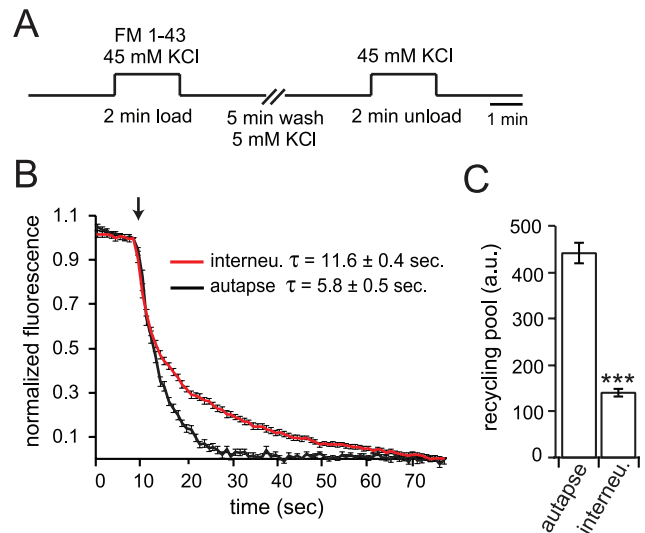 A
FM 1-43
45 mM KCl
45 mM KCl
2 min load
5 min wash
5 mM KCl
2 min unload
1 min
B
1.1
0.9
0.7
0.5
0.3
0.1
normalized fluorescence
interneu. τ = 11.6 ± 0.4 sec.
autapse τ = 5.8 ± 0.5 sec.
0 10 20 30 40 50 60 70
time (sec)
C
500
400
300
200
100
0
recycling pool (a.u.)
***
autapse
interneu.